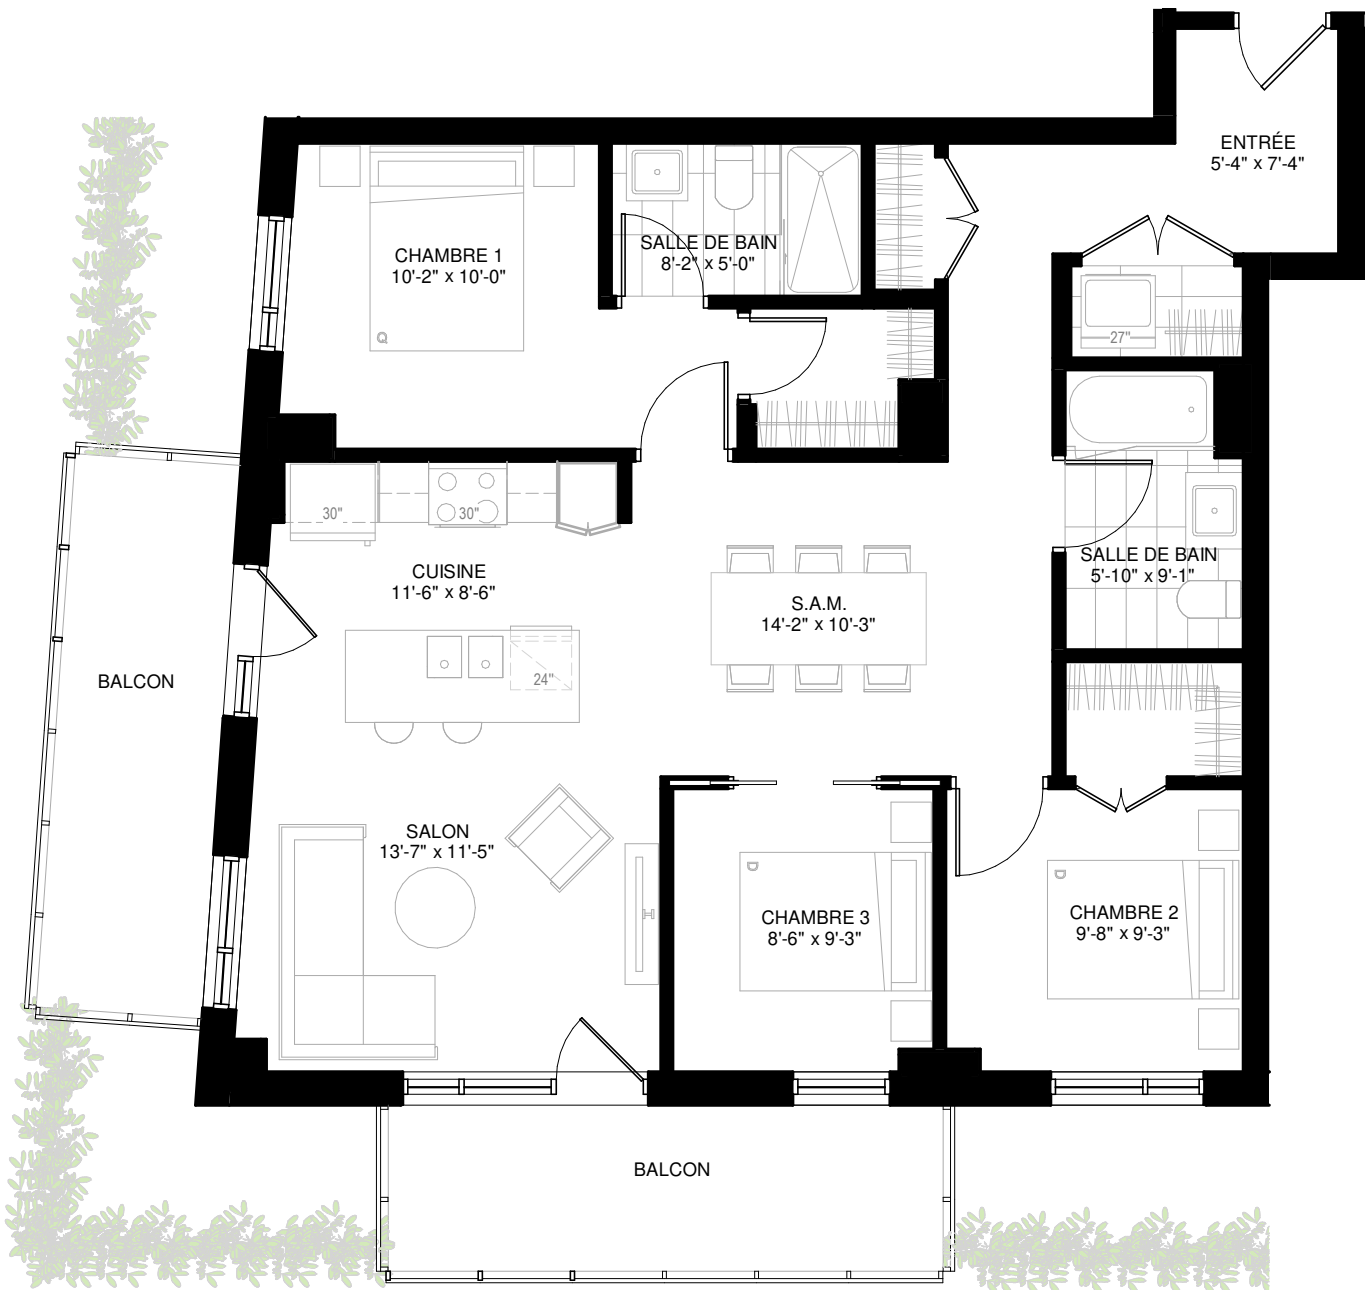 ENTRÉE
5'-4" x 7'-4"
CHAMBRE 1
10'-2" x 10'-0"
Q
SALLE DE BAIN
8'-2" x 5'-0"
27"
30"
30"
CUISINE
11'-6" x 8'-6"
24"
S.A.M.
14'-2" x 10'-3"
SALLE DE BAIN
5'-10" x 9'-1"
BALCON
SALON
13'-7" x 11'-5"
D
CHAMBRE 3
8'-6" x 9'-3"
D
CHAMBRE 2
9'-8" x 9'-3"
BALCON